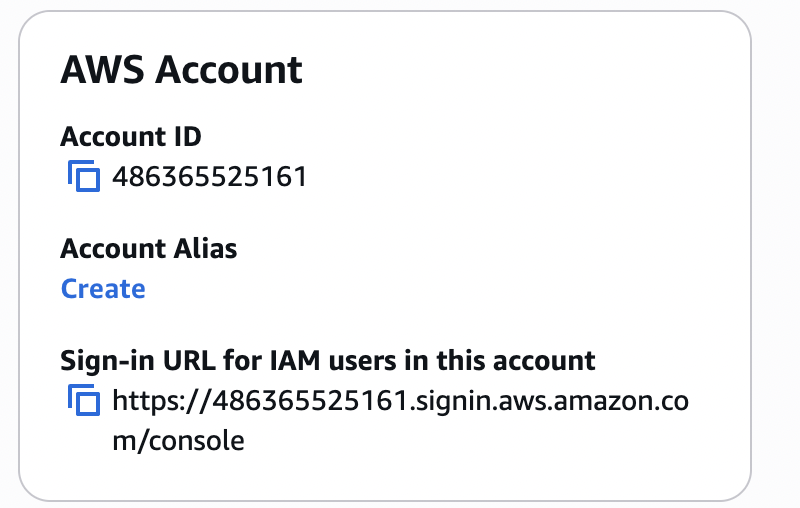 AWS Account
Account ID
486365525161
Account Alias
Create
Sign-in URL for IAM users in this account
https://486365525161.signin.aws.amazon.co
m/console